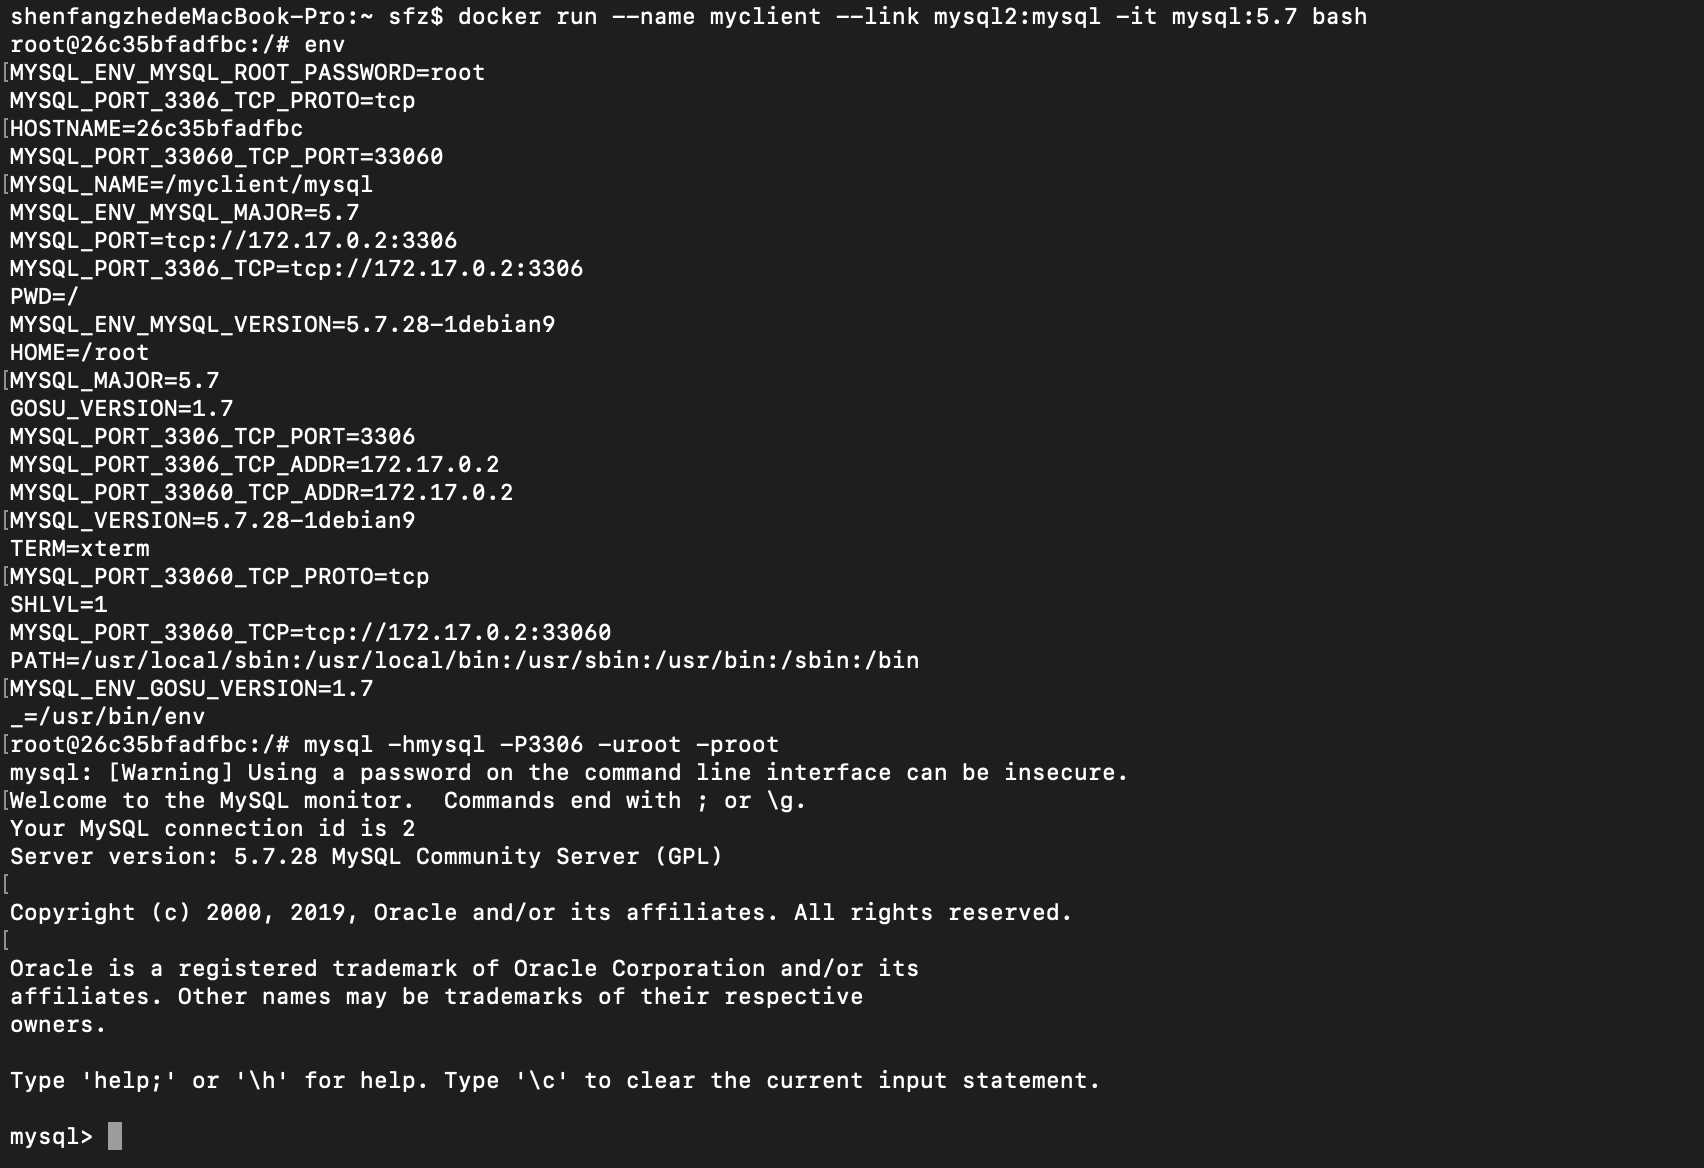 shenfangzhedeMacBook-Pro:~ sfz$ docker run --name myclient --link mysql2:mysql -it mysql:5.7 bash
root@26c35bfadfbc:/# env
[MYSQL_ENV_MYSQL_ROOT_PASSWORD=root
MYSQL_PORT_3306_TCP_PROTO=tcp
[HOSTNAME=26c35bfadfbc
MYSQL_PORT_33060_TCP_PORT=33060
[MYSQL_NAME=/myclient/mysql
MYSQL_ENV_MYSQL_MAJOR=5.7
MYSQL_PORT=tcp://172.17.0.2:3306
MYSQL_PORT_3306_TCP=tcp://172.17.0.2:3306
PWD=/
MYSQL_ENV_MYSQL_VERSION=5.7.28-1debian9
HOME=/root
[MYSQL_MAJOR=5.7
GOSU_VERSION=1.7
MYSQL_PORT_3306_TCP_PORT=3306
MYSQL_PORT_3306_TCP_ADDR=172.17.0.2
MYSQL_PORT_33060_TCP_ADDR=172.17.0.2
[MYSQL_VERSION=5.7.28-1debian9
TERM=xterm
[MYSQL_PORT_33060_TCP_PROTO=tcp
SHLVL=1
MYSQL_PORT_33060_TCP=tcp://172.17.0.2:33060
PATH=/usr/local/sbin:/usr/local/bin:/usr/sbin:/usr/bin:/sbin:/bin
[MYSQL_ENV_GOSU_VERSION=1.7
_=/usr/bin/env
[root@26c35bfadfbc:/# mysql -hmysql -P3306 -uroot -proot
mysql: [Warning] Using a password on the command line interface can be insecure.
[Welcome to the MySQL monitor.  Commands end with ; or \g.
Your MySQL connection id is 2
Server version: 5.7.28 MySQL Community Server (GPL)
[
Copyright (c) 2000, 2019, Oracle and/or its affiliates. All rights reserved.
[
Oracle is a registered trademark of Oracle Corporation and/or its
affiliates. Other names may be trademarks of their respective
owners.
Type 'help;' or '\h' for help. Type '\c' to clear the current input statement.
mysql>